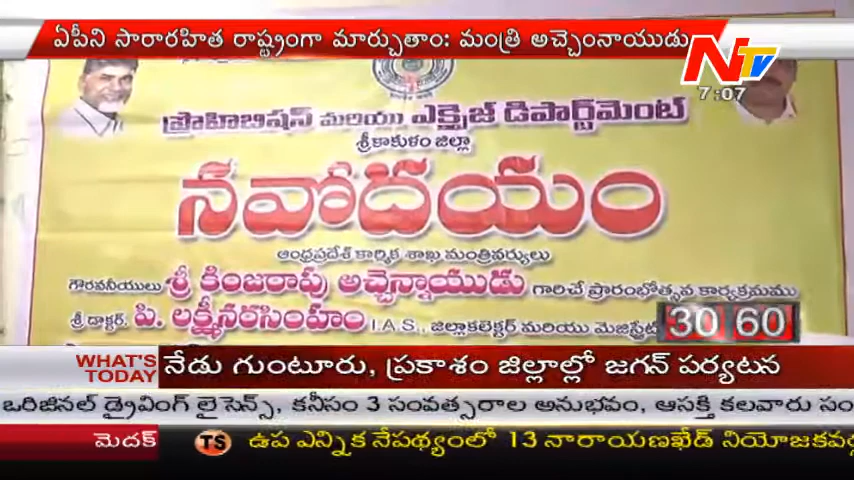 ఏపీని సారారహిత రాష్ట్రంగా మార్చుతాం: మంత్రి అచ్చెంనాయుడు
NTV
7:07
ప్రొహిబిషన్ మరియు ఎక్సైజ్ డిపార్ట్‌మెంట్
శ్రీకాకుళం జిల్లా
నవోదయం
ఆంధ్రప్రదేశ్ కార్మిక శాఖ మంత్రివర్యులు
గౌరవనీయులు శ్రీ కింజరాపు అచ్చెన్నాయుడు గారిచే ప్రారంభోత్సవ కార్యక్రమము
శ్రీ డాక్టర్. పి. లక్ష్మీనరసింహం I.A.S., జిల్లాకలెక్టర్ మరియు మెజిస్ట్రేట్
30 60
WHAT'S TODAY
నేడు గుంటూరు, ప్రకాశం జిల్లాల్లో జగన్ పర్యటన
ఒరిజినల్ డ్రైవింగ్ లైసెన్స్, కనీసం 3 సంవత్సరాల అనుభవం, ఆసక్తి కలవారు సం
మెదక్ TS ఉప ఎన్నిక నేపథ్యంలో 13 నారాయణఖేడ్ నియోజకవర్గ